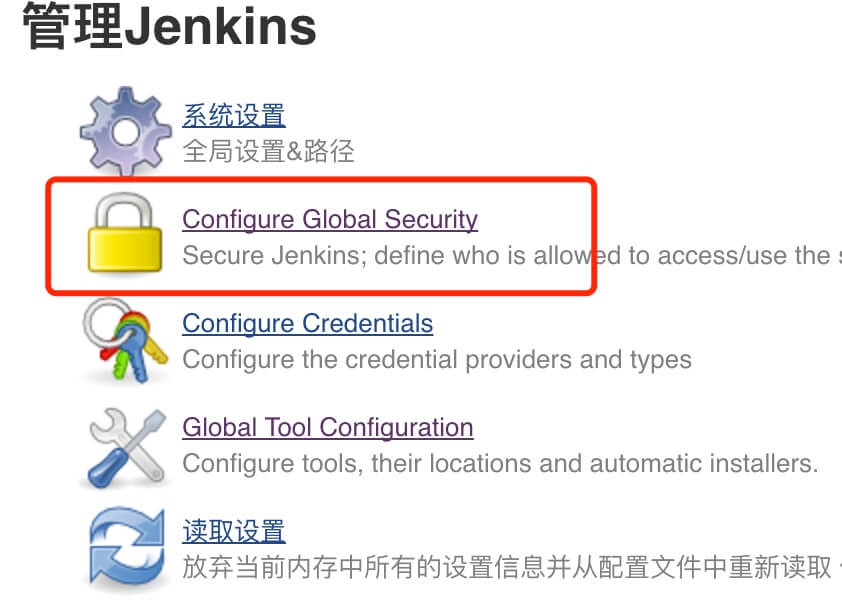 管理Jenkins
系统设置
全局设置&路径
Configure Global Security
Secure Jenkins; define who is allowed to access/use the
Configure Credentials
Configure the credential providers and types
Global Tool Configuration
Configure tools, their locations and automatic installers.
读取设置
放弃当前内存中所有的设置信息并从配置文件中重新读取